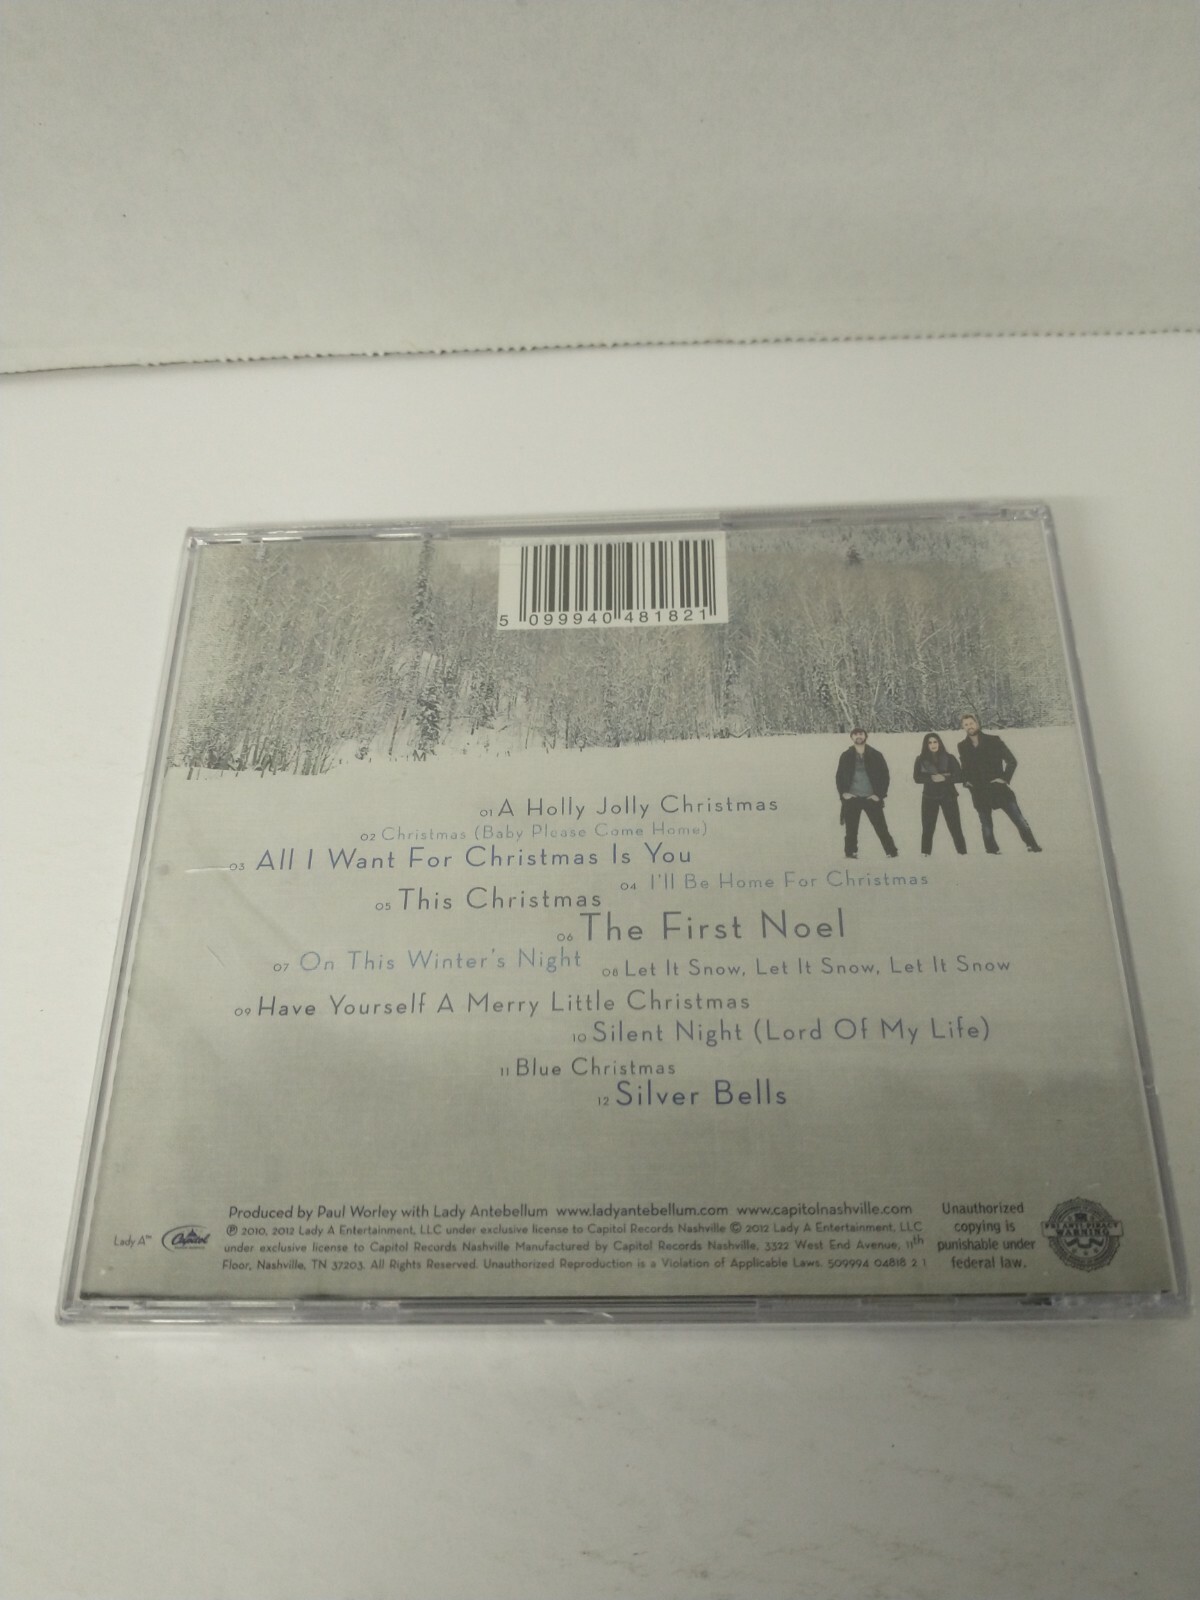 5 099940 481821
01 A Holly Jolly Christmas
02 Christmas (Baby Please Come Home)
03 All I Want For Christmas Is You
04 I'll Be Home For Christmas
05 This Christmas
06 The First Noel
07 On This Winter's Night
08 Let It Snow, Let It Snow, Let It Snow
09 Have Yourself A Merry Little Christmas
10 Silent Night (Lord Of My Life)
11 Blue Christmas
12 Silver Bells
Lady A™
Capitol
Produced by Paul Worley with Lady Antebellum www.ladyantebellum.com www.capitolnashville.com
℗ 2010, 2012 Lady A Entertainment, LLC under exclusive license to Capitol Records Nashville © 2012 Lady A Entertainment, LLC
under exclusive license to Capitol Records Nashville Manufactured by Capitol Records Nashville, 3322 West End Avenue, 11th
Floor, Nashville, TN 37203. All Rights Reserved. Unauthorized Reproduction is a Violation of Applicable Laws. 509994 04818 2 1
Unauthorized
copying is
punishable under
federal law.
FBI ANTI-PIRACY
WARNING